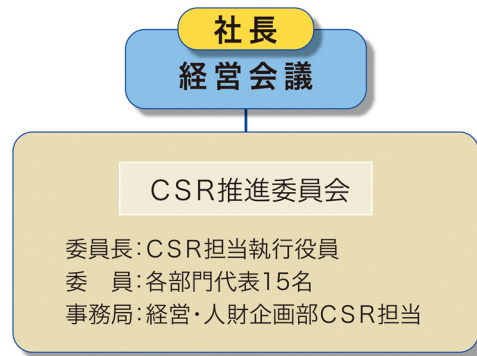 社長
経営会議
CSR推進委員会
委員長：CSR担当執行役員
委　員：各部門代表15名
事務局：経営・人財企画部CSR担当